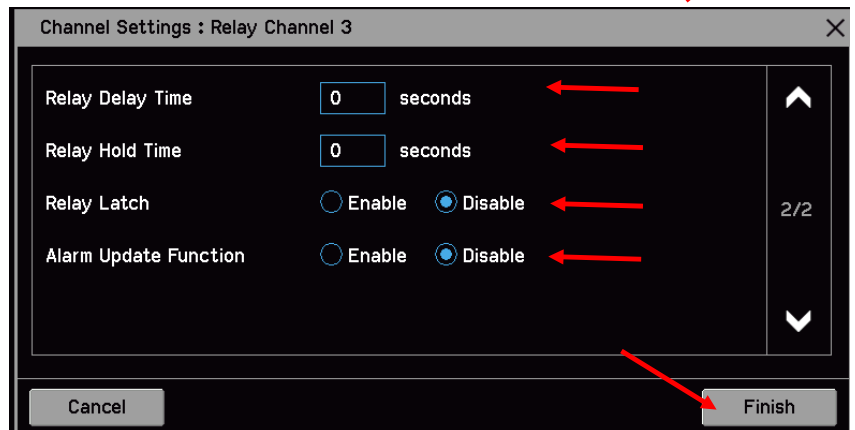 Channel Settings : Relay Channel 3
Relay Delay Time 0 seconds
Relay Hold Time 0 seconds
Relay Latch Enable Disable
2/2
Alarm Update Function Enable Disable
Cancel Finish